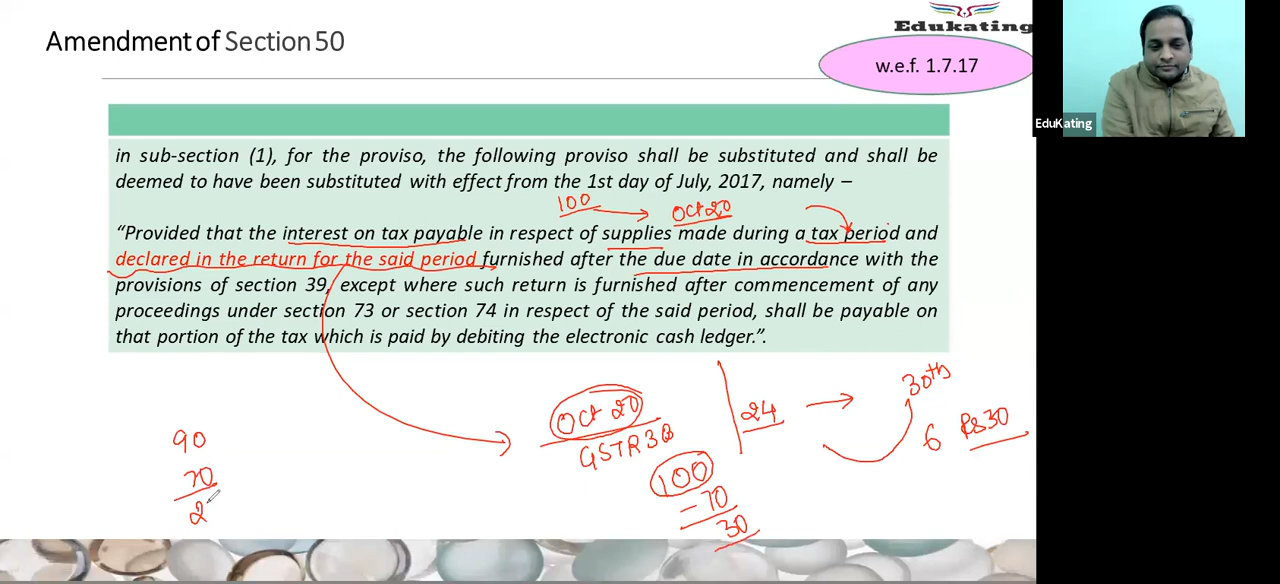 Edukating
Amendment of Section 50
w.e.f. 1.7.17
EduKating
in sub-section (1), for the proviso, the following proviso shall be substituted and shall be
deemed to have been substituted with effect from the 1st day of July, 2017, namely –
100
Oct 20
“Provided that the interest on tax payable in respect of supplies made during a tax period and
declared in the return for the said period furnished after the due date in accordance with the
provisions of section 39, except where such return is furnished after commencement of any
proceedings under section 73 or section 74 in respect of the said period, shall be payable on
that portion of the tax which is paid by debiting the electronic cash ledger.”.
30th
Oct 20
24
6 Rs30
GSTR3B
90
100
70
-70
2
30